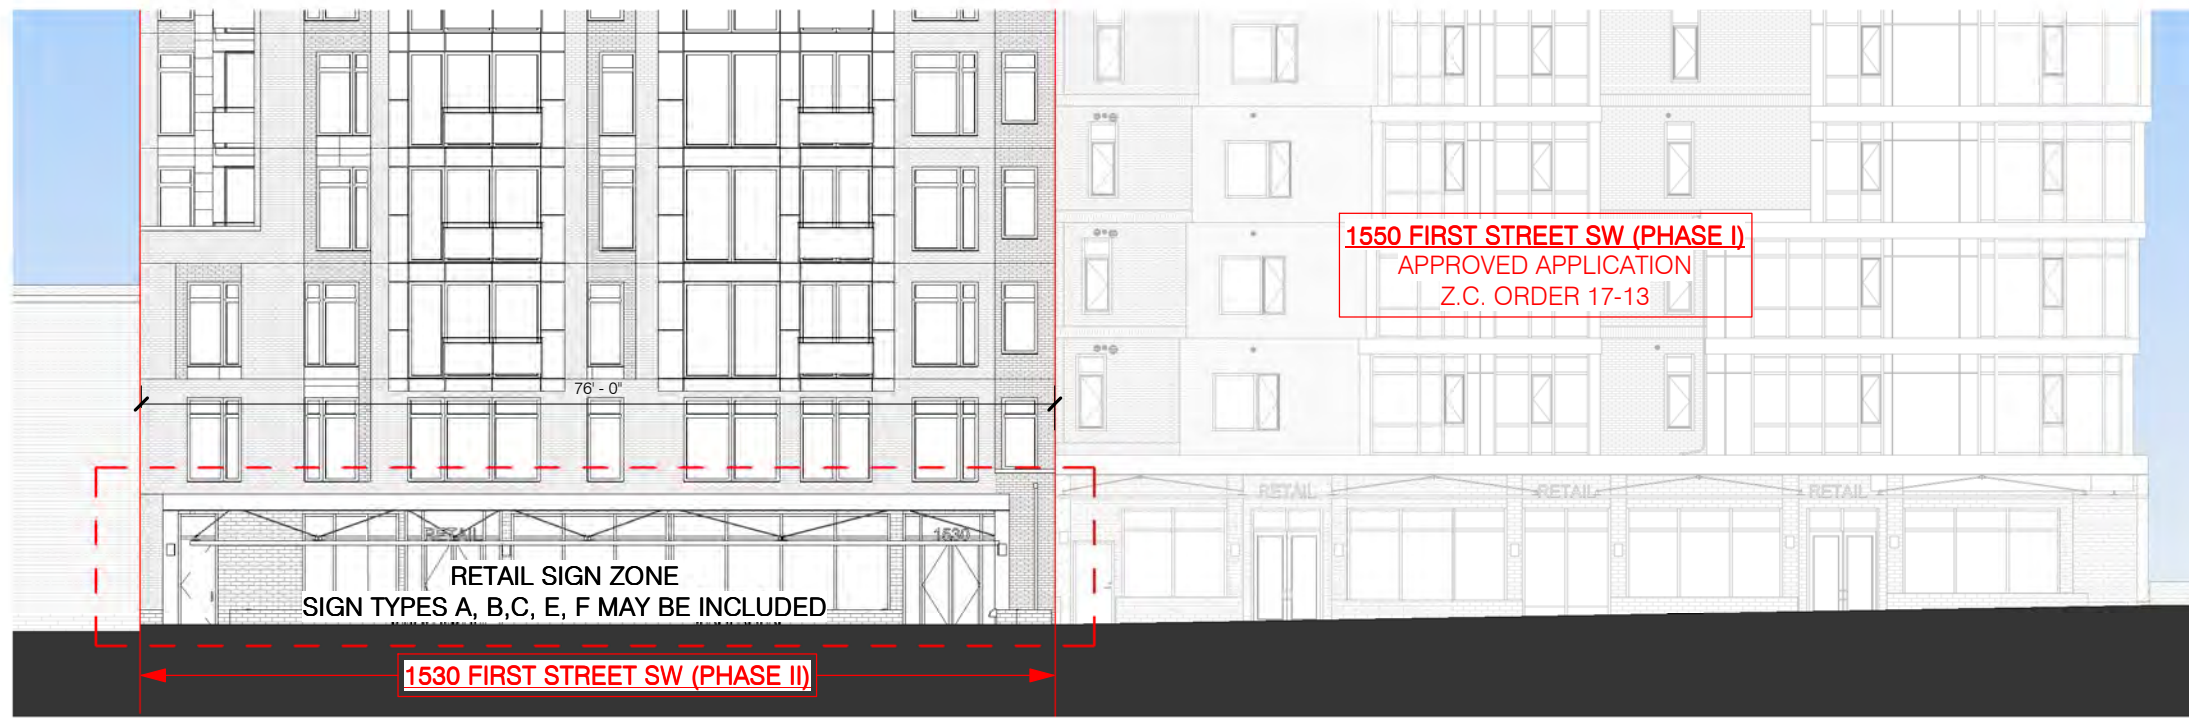 1550 FIRST STREET SW (PHASE I)
APPROVED APPLICATION
Z.C. ORDER 17-13
76' - 0"
RETAIL
RETAIL
RETAIL
RETAIL
1530
RETAIL SIGN ZONE
SIGN TYPES A, B,C, E, F MAY BE INCLUDED
1530 FIRST STREET SW (PHASE II)